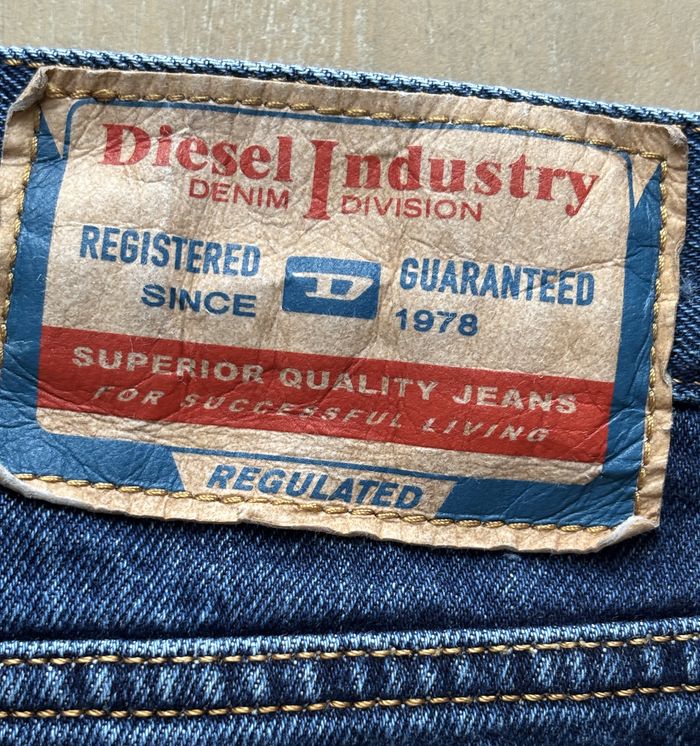 Diesel Industry
DENIM DIVISION
REGISTERED D GUARANTEED
SINCE 1978
SUPERIOR QUALITY JEANS
FOR SUCCESSFUL LIVING
REGULATED